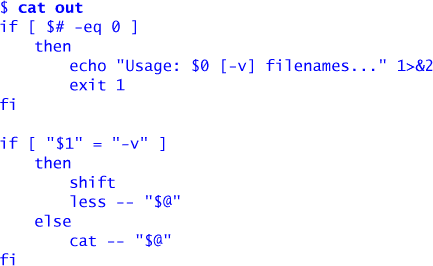 $ cat out
if [ $# -eq 0 ]
    then
        echo "Usage: $0 [-v] filenames..." 1>&2
        exit 1
fi

if [ "$1" = "-v" ]
    then
        shift
        less -- "$@"
    else
        cat -- "$@"
fi